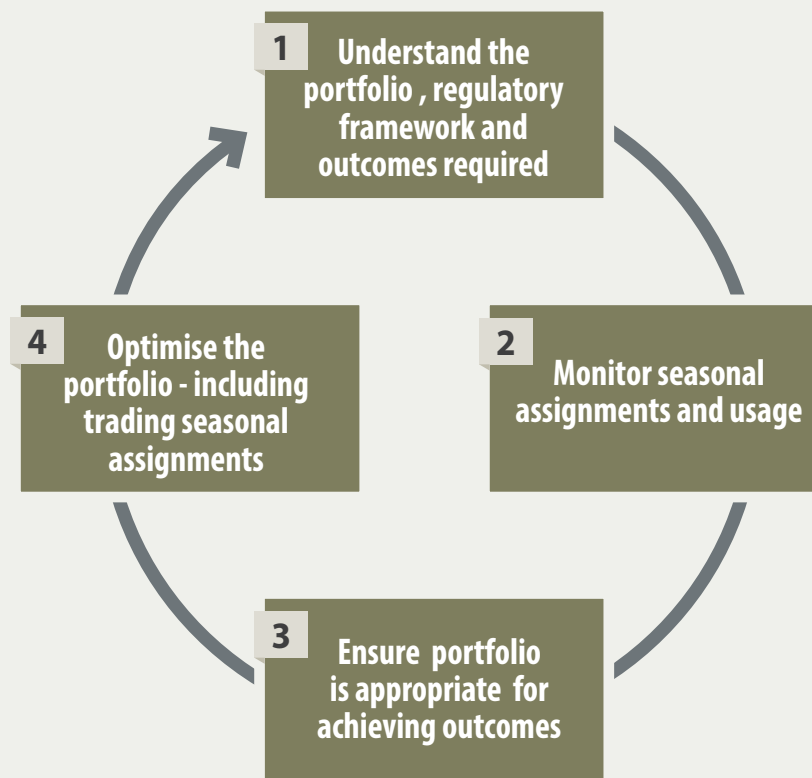 1
Understand the
portfolio , regulatory
framework and
outcomes required
2
Monitor seasonal
assignments and usage
3
Ensure portfolio
is appropriate for
achieving outcomes
4
Optimise the
portfolio - including
trading seasonal
assignments